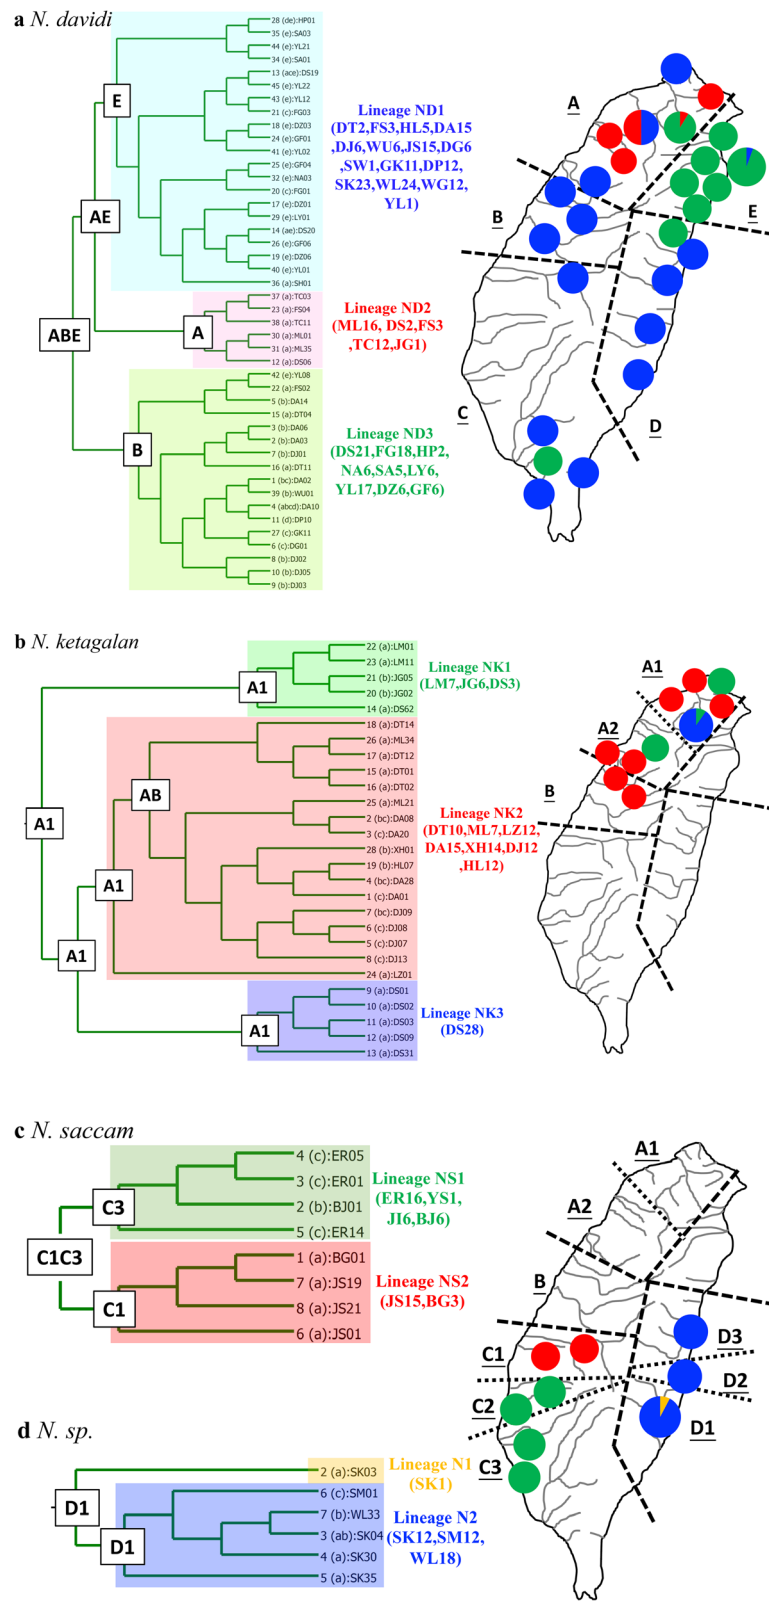 a N. davidi
28 (de):HP01
35 (e):SA03
44 (e):YL21
34 (e):SA01
13 (ace):DS19
45 (e):YL22
43 (e):YL12
21 (c):FG03
18 (e):DZ03
24 (e):GF01
41 (e):YL02
25 (e):GF04
32 (e):NA03
20 (c):FG01
17 (e):DZ01
29 (e):LY01
14 (ae):DS20
26 (e):GF06
19 (e):DZ06
40 (e):YL01
36 (a):SH01
37 (a):TC03
23 (a):FS04
38 (a):TC11
30 (a):ML01
31 (a):ML35
12 (a):DS06
42 (e):YL08
22 (a):FS02
5 (b):DA14
15 (a):DT04
3 (b):DA06
2 (b):DA03
7 (b):DJ01
16 (a):DT11
1 (bc):DA02
39 (b):WU01
4 (abcd):DA10
11 (d):DP10
27 (c):GK11
6 (c):DG01
8 (b):DJ02
10 (b):DJ05
9 (b):DJ03
E
AE
A
ABE
B
Lineage ND1
(DT2,FS3,HL5,DA15
,DJ6,WU6,JS15,DG6
,SW1,GK11,DP12,
SK23,WL24,WG12,
YL1)
Lineage ND2
(ML16, DS2,FS3
,TC12,JG1)
Lineage ND3
(DS21,FG18,HP2,
NA6,SA5,LY6,
YL17,DZ6,GF6)
A
B
E
C
D
b N. ketagalan
22 (a):LM01
23 (a):LM11
21 (b):JG05
20 (b):JG02
14 (a):DS62
18 (a):DT14
26 (a):ML34
17 (a):DT12
15 (a):DT01
16 (a):DT02
25 (a):ML21
2 (bc):DA08
3 (c):DA20
28 (b):XH01
19 (b):HL07
4 (bc):DA28
1 (c):DA01
7 (bc):DJ09
6 (c):DJ08
5 (c):DJ07
8 (c):DJ13
24 (a):LZ01
9 (a):DS01
10 (a):DS02
11 (a):DS03
12 (a):DS09
13 (a):DS31
A1
AB
A1
A1
A1
A1
Lineage NK1
(LM7,JG6,DS3)
Lineage NK2
(DT10,ML7,LZ12,
DA15,XH14,DJ12
,HL12)
Lineage NK3
(DS28)
A1
A2
B
c N. saccam
4 (c):ER05
3 (c):ER01
2 (b):BJ01
5 (c):ER14
1 (a):BG01
7 (a):JS19
8 (a):JS21
6 (a):JS01
C3
C1C3
C1
Lineage NS1
(ER16,YS1,
JI6,BJ6)
Lineage NS2
(JS15,BG3)
A1
A2
B
C1
C2
C3
D3
D2
D1
d N. sp.
2 (a):SK03
6 (c):SM01
7 (b):WL33
3 (ab):SK04
4 (a):SK30
5 (a):SK35
D1
D1
Lineage N1
(SK1)
Lineage N2
(SK12,SM12,
WL18)